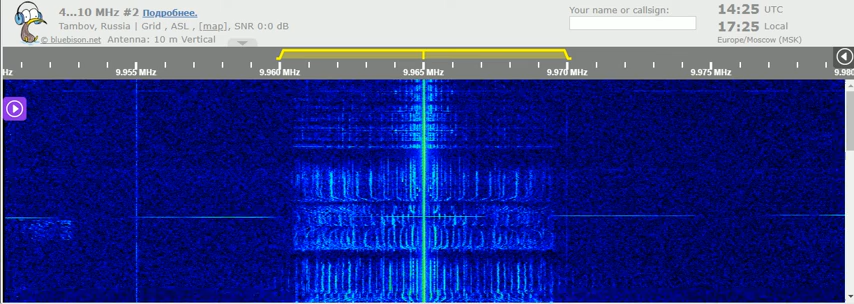 4...10 MHz #2 Подробнее.
Tambov, Russia | Grid , ASL , [map], SNR 0:0 dB
© bluebison.net Antenna: 10 m Vertical
Your name or callsign:
14:25 UTC
17:25 Local
Europe/Moscow (MSK)
Hz 9.955 MHz 9.960 MHz 9.965 MHz 9.970 MHz 9.975 MHz 9.980